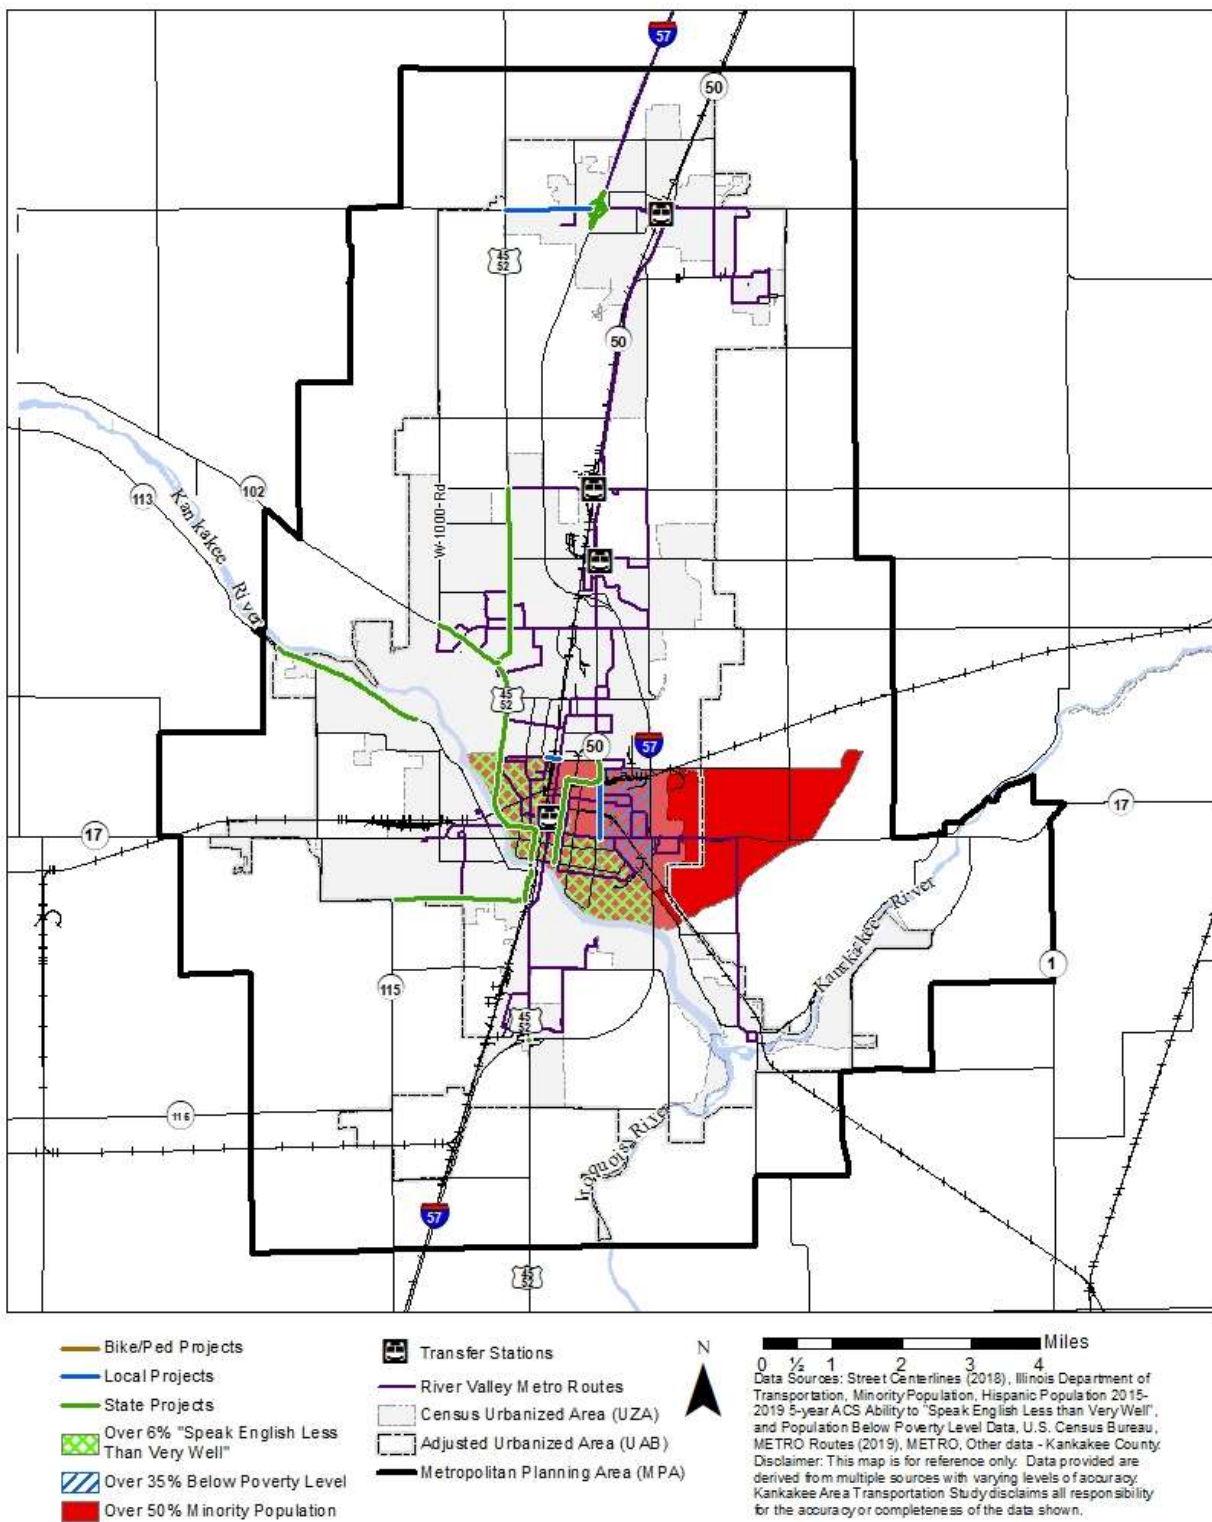 57
50
45
52
50
W-1000-Rd
102
113
Kankakee River
45
52
50
57
17
17
Kankakee River
1
115
45
52
116
Iroquois River
57
45
52
Bike/Ped Projects
Local Projects
State Projects
Over 6% "Speak English Less
Than Very Well"
Over 35% Below Poverty Level
Over 50% Minority Population
Transfer Stations
River Valley Metro Routes
Census Urbanized Area (UZA)
Adjusted Urbanized Area (UAB)
Metropolitan Planning Area (MPA)
N
Miles
0 ½ 1 2 3 4
Data Sources: Street Centerlines (2018), Illinois Department of
Transportation, Minority Population, Hispanic Population 2015-
2019 5-year ACS Ability to "Speak English Less than Very Well",
and Population Below Poverty Level Data, U.S. Census Bureau,
METRO Routes (2019), METRO, Other data - Kankakee County.
Disclaimer: This map is for reference only. Data provided are
derived from multiple sources with varying levels of accuracy.
Kankakee Area Transportation Study disclaims all responsibility
for the accuracy or completeness of the data shown.